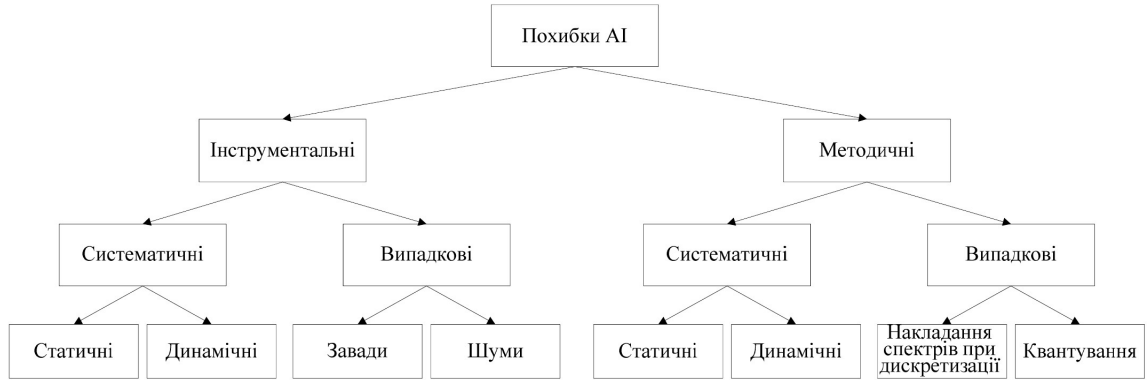 Похибки АІ
Інструментальні
Методичні
Систематичні
Випадкові
Систематичні
Випадкові
Статичні
Динамічні
Завади
Шуми
Статичні
Динамічні
Накладання
спектрів при
дискретизації
Квантування